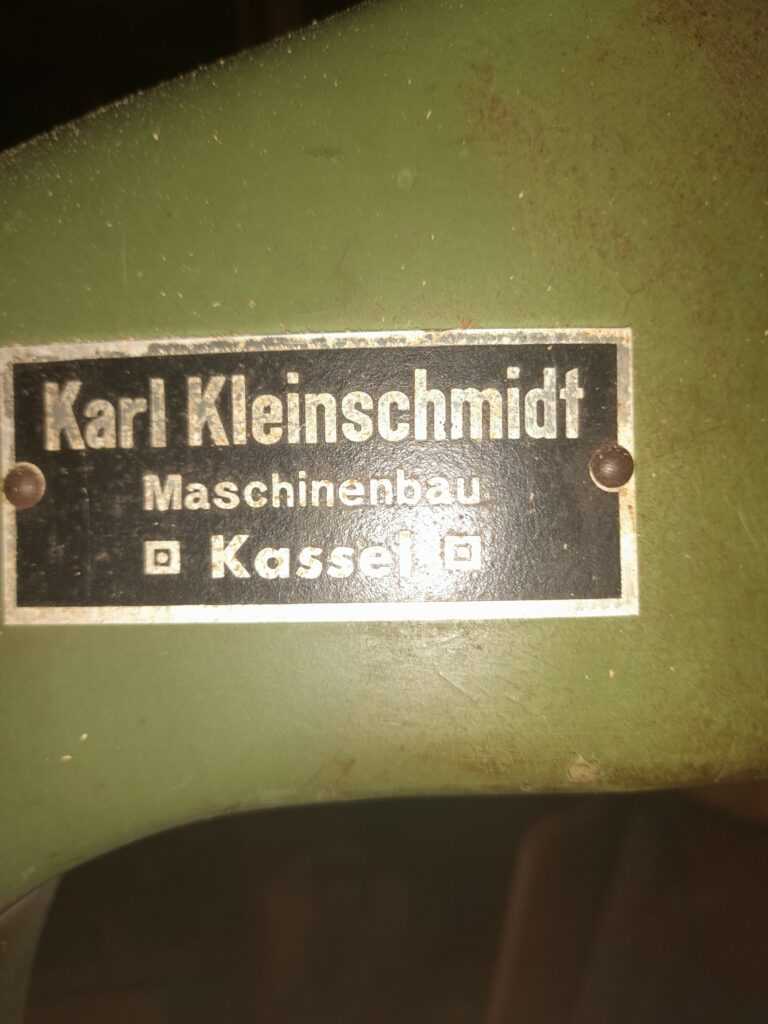 Karl Kleinschmidt
Maschinenbau
Kassel